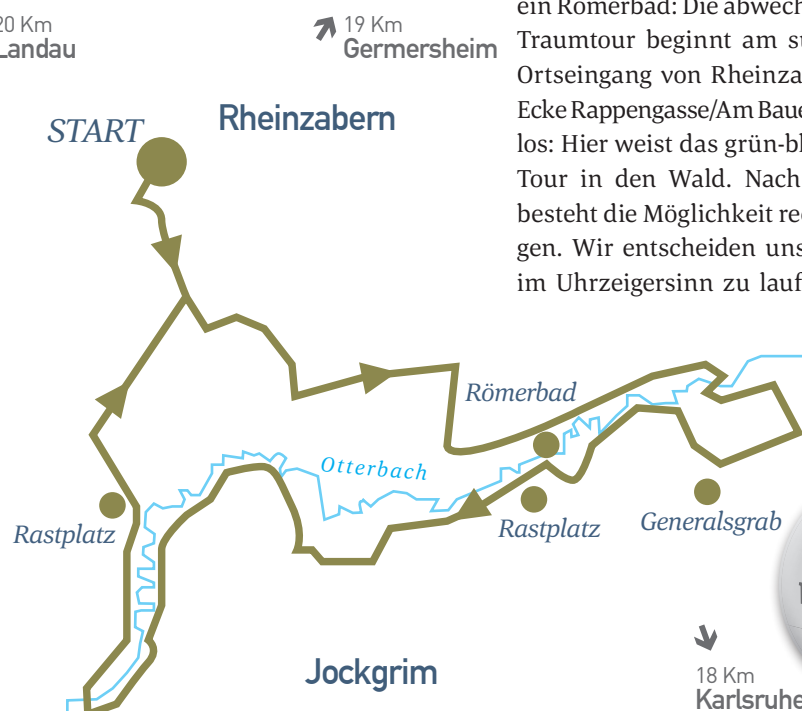 20 Km
Landau
19 Km
Germersheim
START
Rheinzabern
ein Römerbad: Die abwech
Traumtour beginnt am
Ortseingang von Rheinza
Ecke Rappengasse/Am Baue
los: Hier weist das grün-bl
Tour in den Wald. Nach
besteht die Möglichkeit
gen. Wir entscheiden uns
im Uhrzeigersinn zu lauf
Römerbad
Otterbach
Rastplatz
Rastplatz
Generalsgrab
Jockgrim
18 Km
Karlsruhe